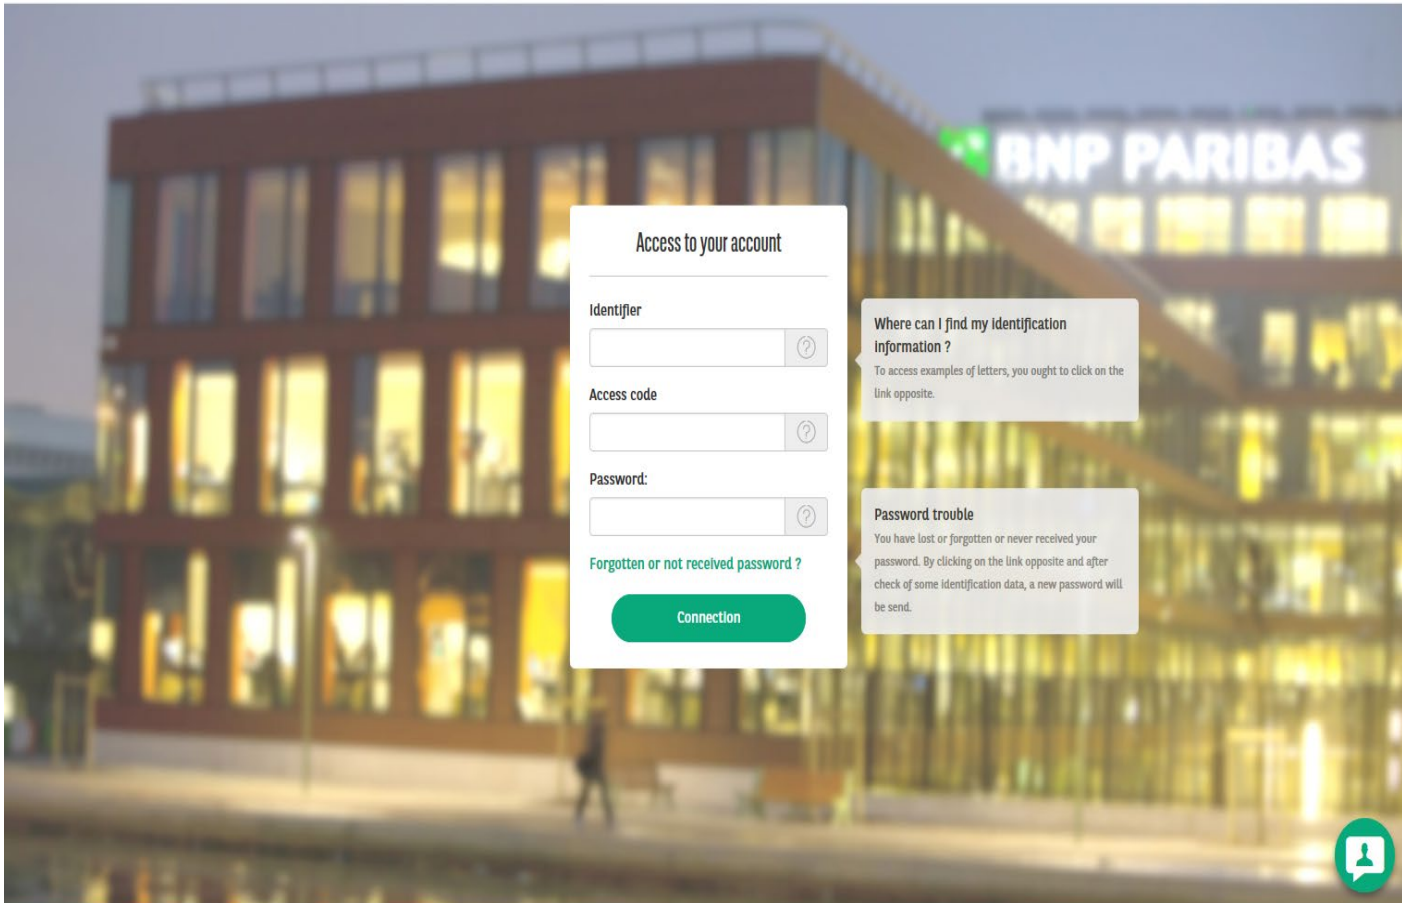 BNP PARIBAS
Access to your account
Identifier
Access code
Password:
Forgotten or not received password ?
Connection
Where can I find my identification
information ?
To access examples of letters, you ought to click on the
link opposite.
Password trouble
You have lost or forgotten or never received your
password. By clicking on the link opposite and after
check of some identification data, a new password will
be send.